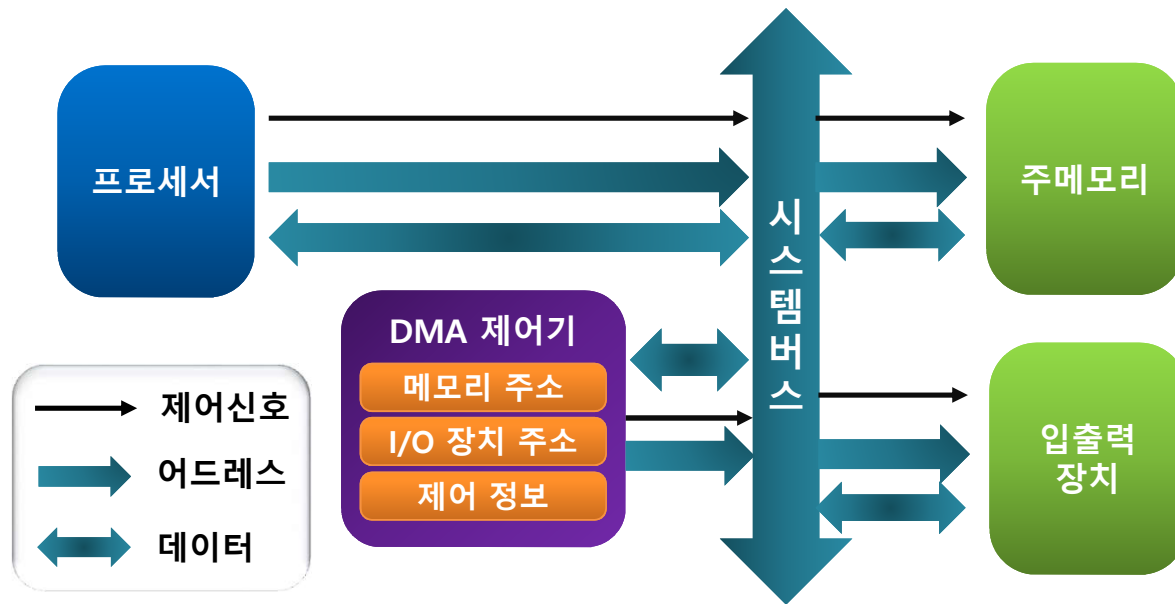 프로세서
시스템버스
주메모리
DMA 제어기
메모리 주소
I/O 장치 주소
제어 정보
제어신호
어드레스
데이터
입출력
장치